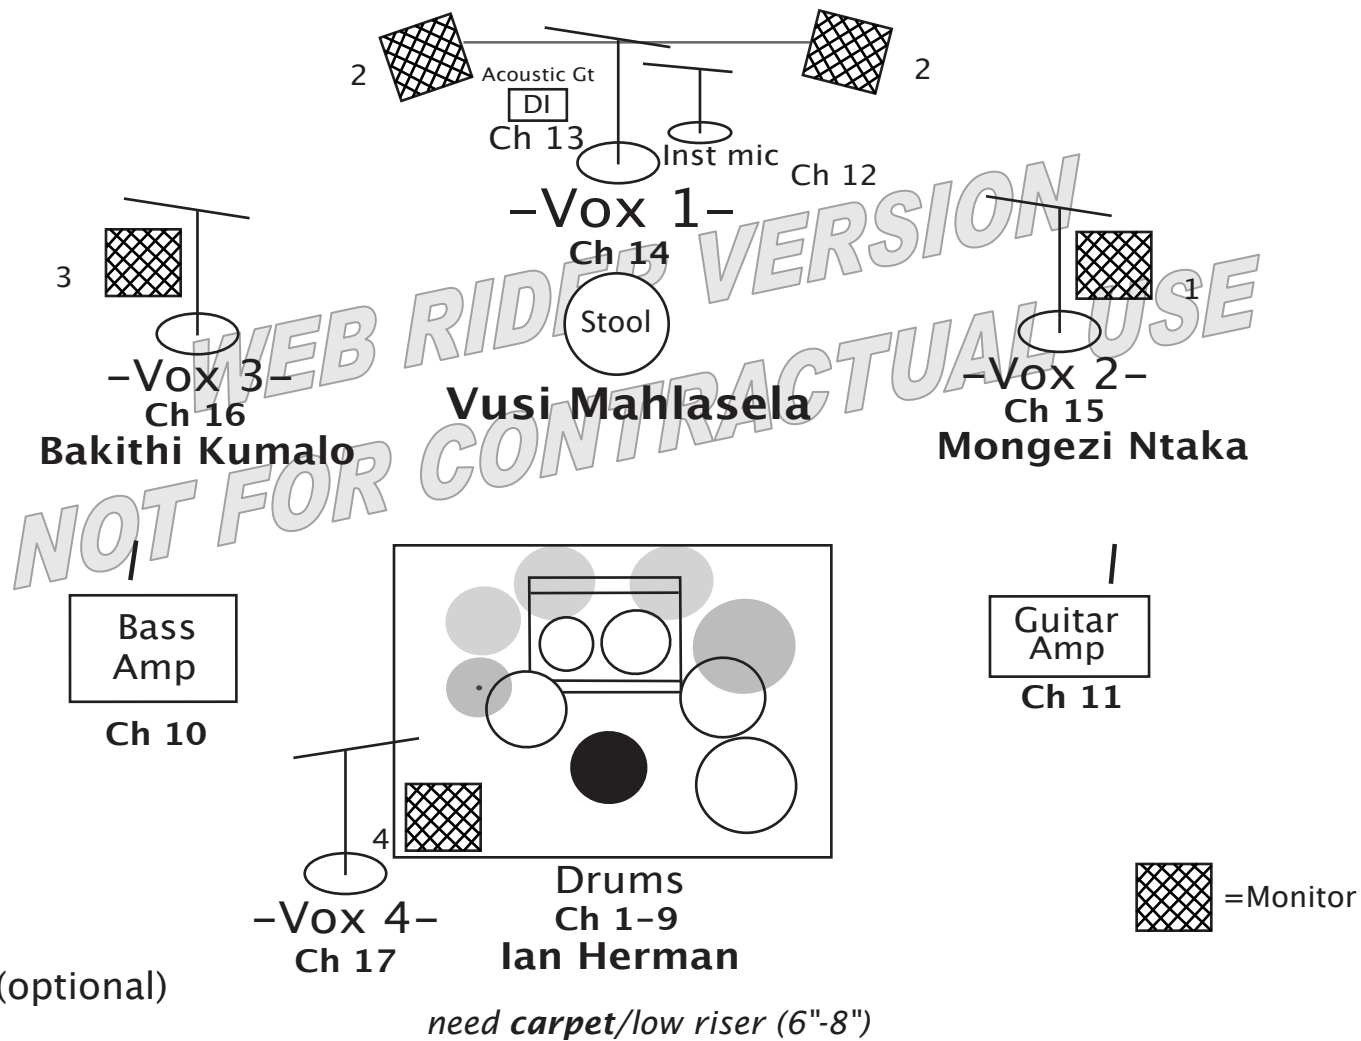 2
2
Acoustic Gt
DI
Ch 13
Inst mic
Ch 12
–Vox 1–
Ch 14
Stool
Vusi Mahlasela
3
–Vox 3–
Ch 16
Bakithi Kumalo
1
–Vox 2–
Ch 15
Mongezi Ntaka
WEB RIDER VERSION
NOT FOR CONTRACTUAL USE
Bass
Amp
Ch 10
Guitar
Amp
Ch 11
4
–Vox 4–
Ch 17
Drums
Ch 1–9
Ian Herman
=Monitor
(optional)
need carpet/low riser (6"-8")